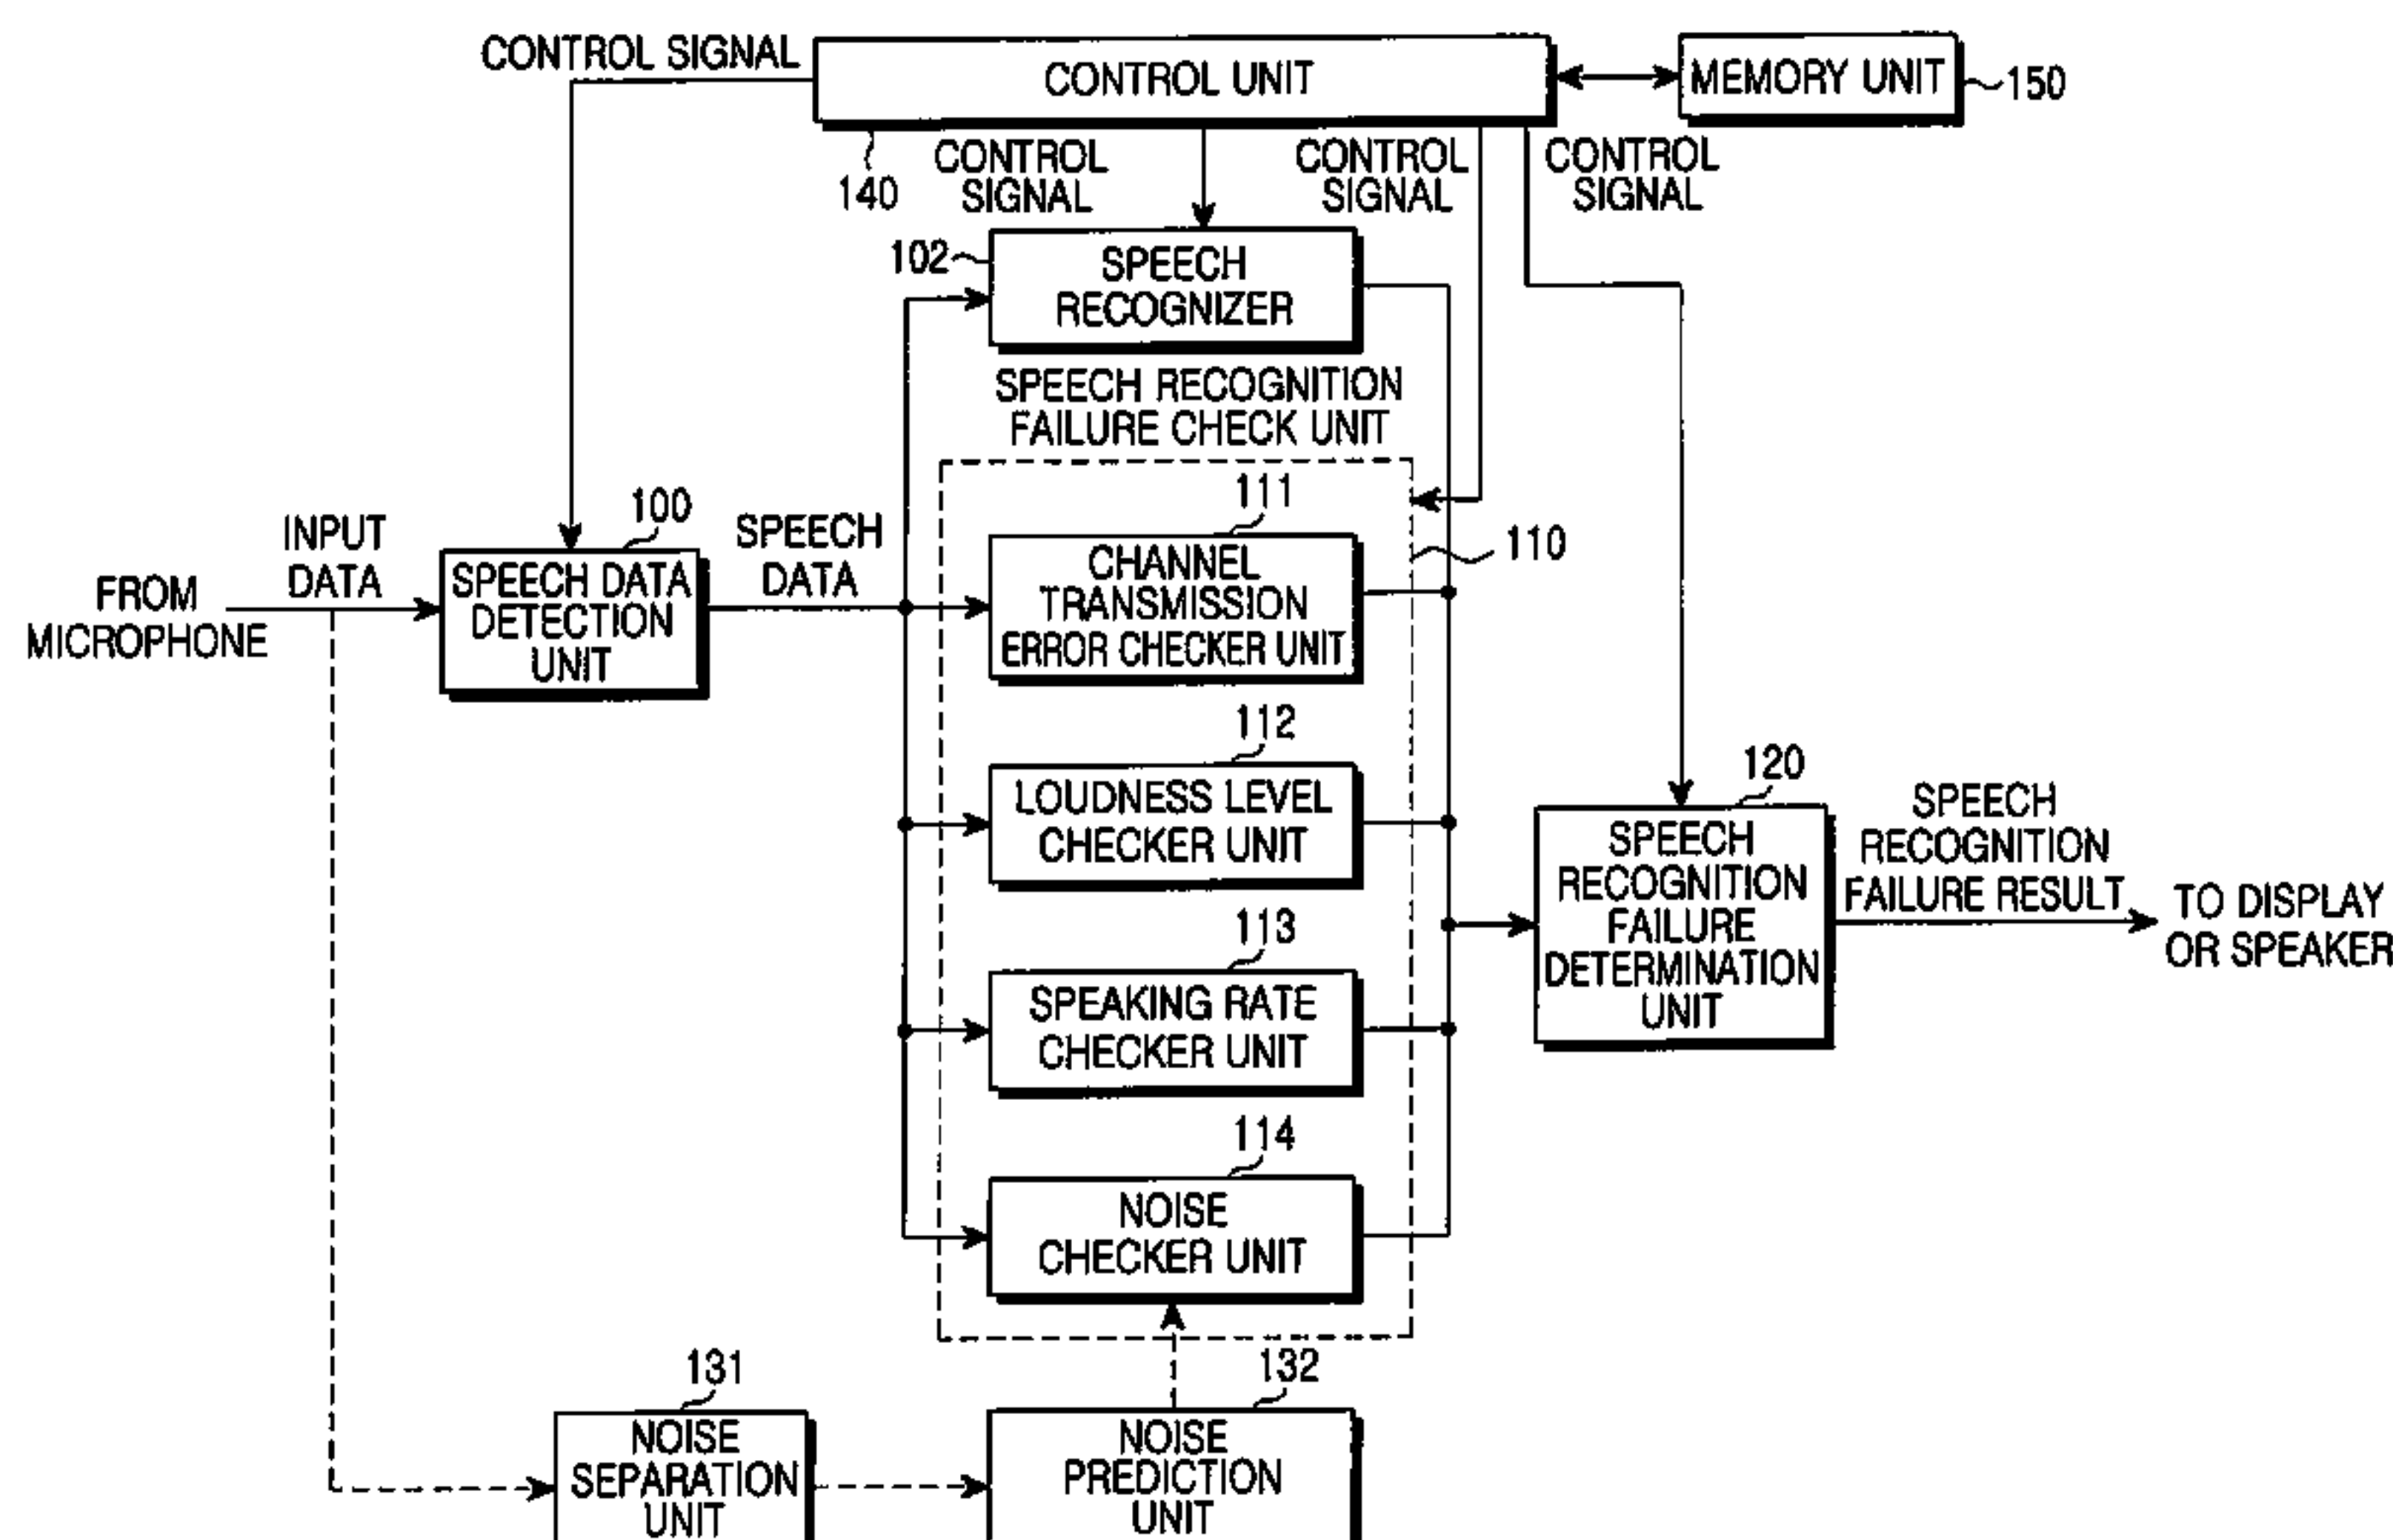 CONTROL SIGNAL
CONTROL UNIT
MEMORY UNIT
150
140
CONTROL
SIGNAL
CONTROL
SIGNAL
CONTROL
SIGNAL
102
SPEECH
RECOGNIZER
SPEECH RECOGNITION
FAILURE CHECK UNIT
111
110
100
INPUT
DATA
SPEECH
DATA
FROM
MICROPHONE
SPEECH DATA
DETECTION
UNIT
CHANNEL
TRANSMISSION
ERROR CHECKER UNIT
112
LOUDNESS LEVEL
CHECKER UNIT
120
SPEECH
RECOGNITION
FAILURE
DETERMINATION
UNIT
SPEECH
RECOGNITION
FAILURE RESULT
TO DISPLAY
OR SPEAKER
113
SPEAKING RATE
CHECKER UNIT
114
NOISE
CHECKER UNIT
131
NOISE
SEPARATION
UNIT
132
NOISE
PREDICTION
UNIT